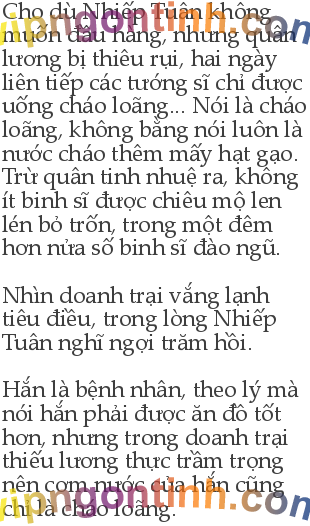 Cho dù Nhiếp Tuân không
muốn đầu hàng, nhưng quân
lương bị thiêu rụi, hai ngày
liên tiếp các tướng sĩ chỉ được
uống cháo loãng... Nói là cháo
loãng, không bằng nói luôn là
nước cháo thêm mấy hạt gạo.
Trừ quân tinh nhuệ ra, không
ít binh sĩ được chiêu mộ len
lén bỏ trốn, trong một đêm
hơn nửa số binh sĩ đào ngũ.
Nhìn doanh trại vắng lạnh
tiêu điều, trong lòng Nhiếp
Tuân nghĩ ngợi trăm hồi.
Hắn là bệnh nhân, theo lý mà
nói hắn phải được ăn đồ tốt
hơn, nhưng trong doanh trại
thiếu lương thực trầm trọng
nên cơm nước của hắn cũng
chỉ là cháo loãng.
vipngontinh.com
vipngontinh.com